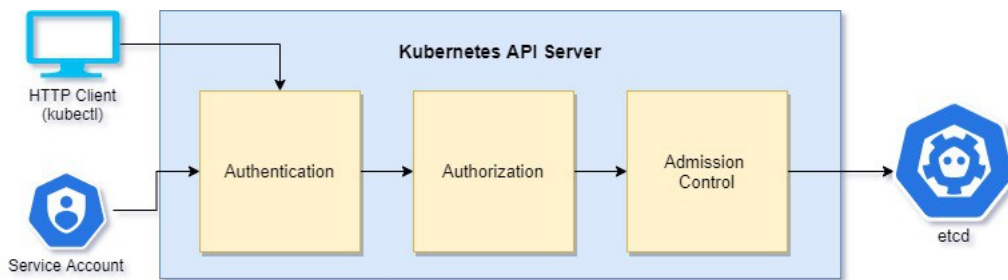 Kubernetes API Server
HTTP Client
(kubectl)
Authentication
Authorization
Admission
Control
Service Account
etcd